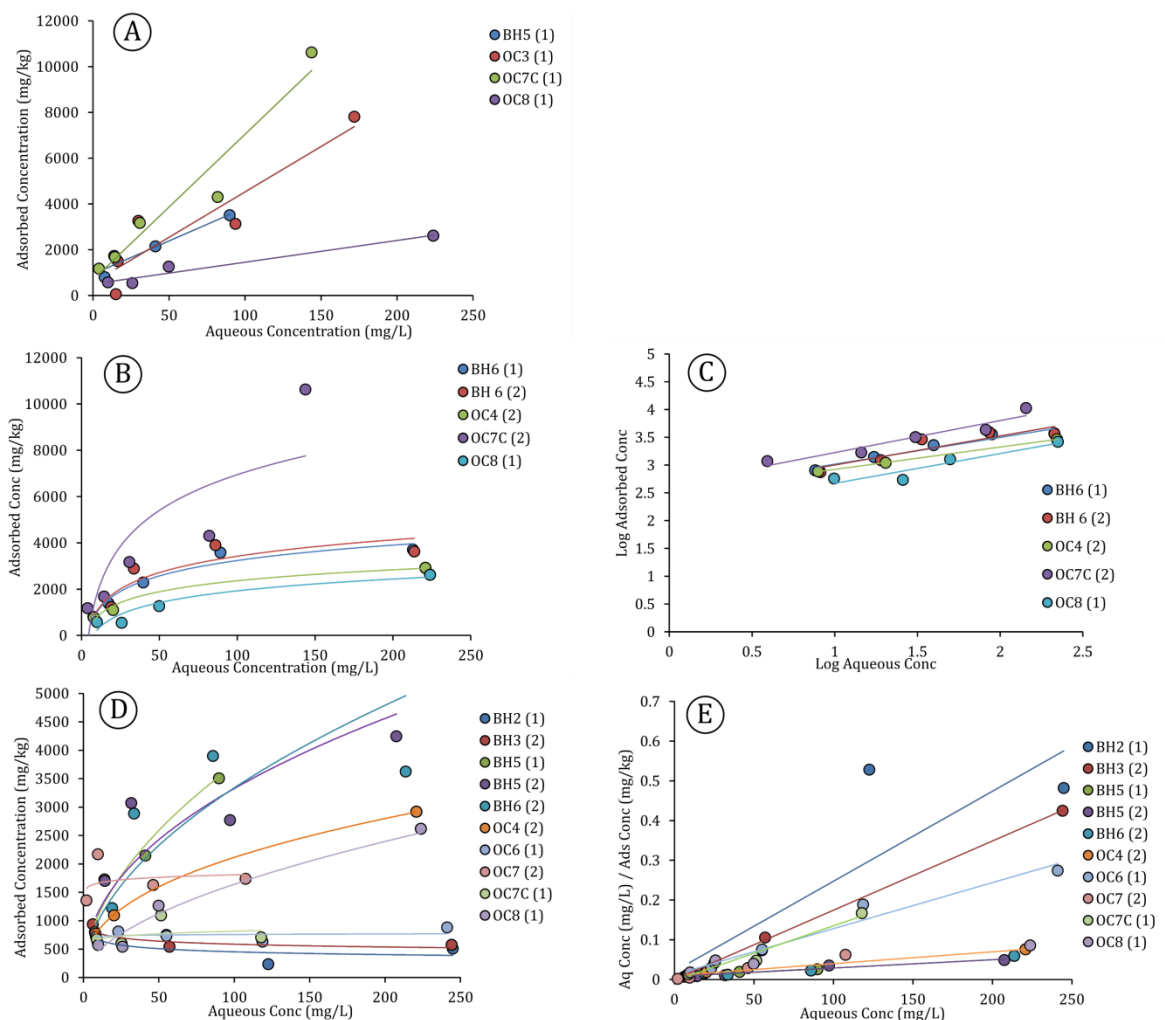 A
12000
10000
8000
6000
4000
2000
0
0 50 100 150 200 250
Adsorbed Concentration (mg/kg)
Aqueous Concentration (mg/L)
BH5 (1)
OC3 (1)
OC7C (1)
OC8 (1)
B
12000
10000
8000
6000
4000
2000
0
0 50 100 150 200 250
Adsorbed Conc (mg/kg)
Aqueous Concentration (mg/L)
BH6 (1)
BH 6 (2)
OC4 (2)
OC7C (2)
OC8 (1)
C
5
4.5
4
3.5
3
2.5
2
1.5
1
0.5
0
0 0.5 1 1.5 2 2.5
Log Adsorbed Conc
Log Aqueous Conc
BH6 (1)
BH 6 (2)
OC4 (2)
OC7C (2)
OC8 (1)
D
5000
4500
4000
3500
3000
2500
2000
1500
1000
500
0
0 50 100 150 200 250
Adsorbed Concentration (mg/kg)
Aqueous Conc (mg/L)
BH2 (1)
BH3 (2)
BH5 (1)
BH5 (2)
BH6 (2)
OC4 (2)
OC6 (1)
OC7 (2)
OC7C (1)
OC8 (1)
E
0.7
0.6
0.5
0.4
0.3
0.2
0.1
0
0 50 100 150 200 250
Aq Conc (mg/L) / Ads Conc (mg/kg)
Aqueous Conc (mg/L)
BH2 (1)
BH3 (2)
BH5 (1)
BH5 (2)
BH6 (2)
OC4 (2)
OC6 (1)
OC7 (2)
OC7C (1)
OC8 (1)